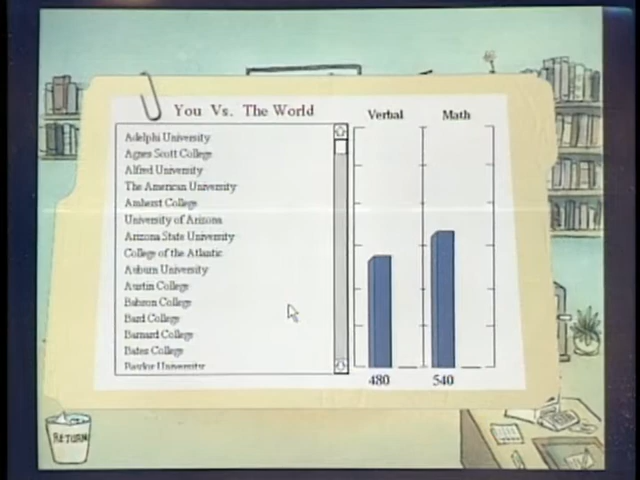 You Vs. The World
Verbal
Math
Adelphi University
Agnes Scott College
Alfred University
The American University
Amherst College
University of Arizona
Arizona State University
College of the Atlantic
Auburn University
Austin College
Babson College
Bard College
Barnard College
Bates College
Baylor University
480
540
RETURN